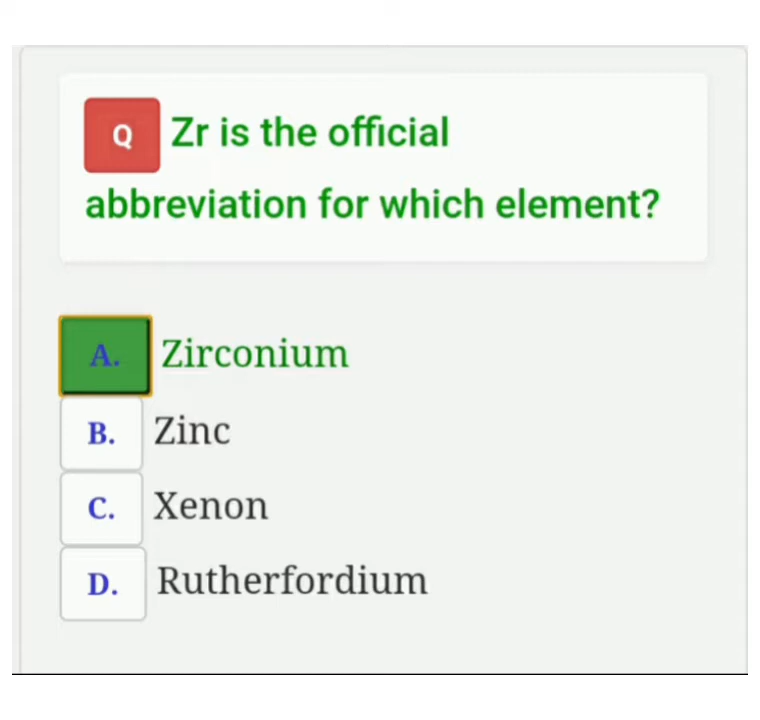 Q Zr is the official
abbreviation for which element?
A. Zirconium
B. Zinc
C. Xenon
D. Rutherfordium